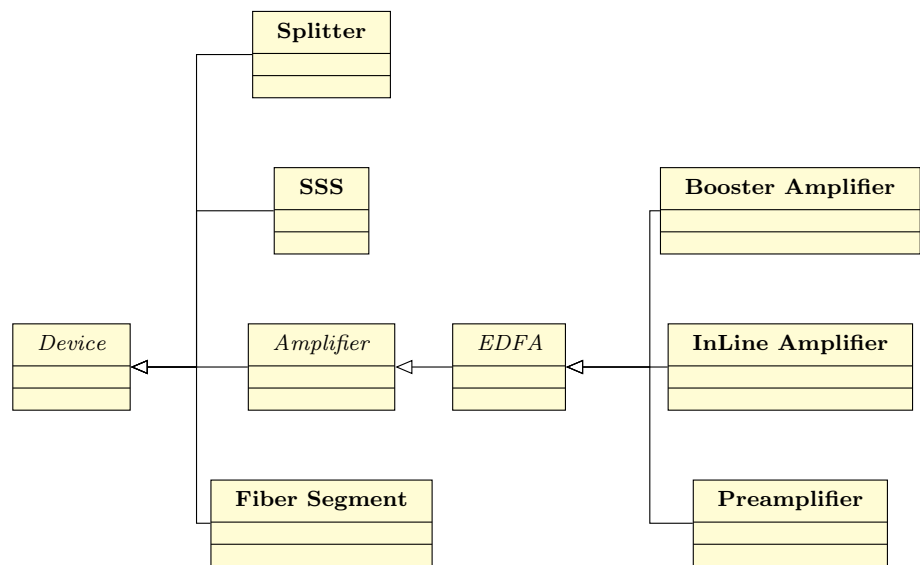 Splitter
SSS
Booster Amplifier
Device
Amplifier
EDFA
InLine Amplifier
Fiber Segment
Preamplifier